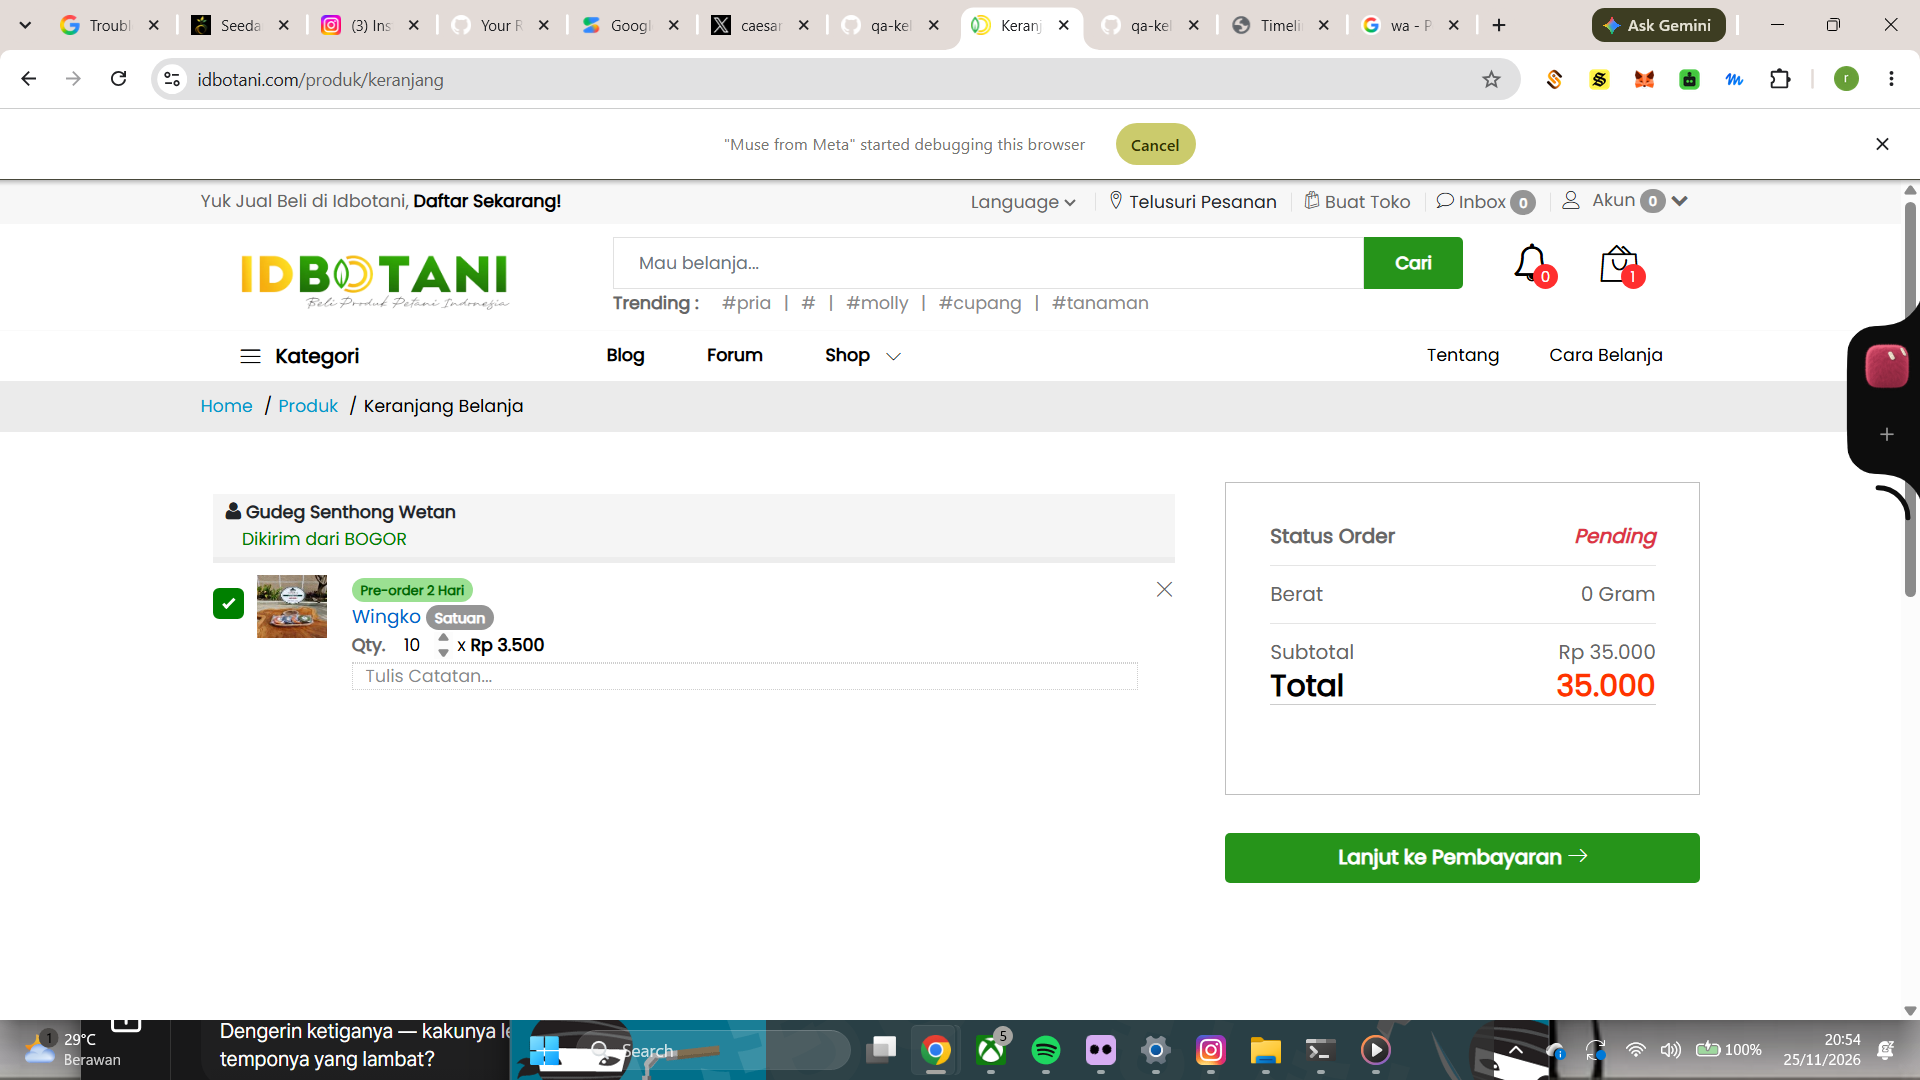 Troubl
Seeda
(3) Ins
Your R
Googl
caesar
qa-kel
Keranj
qa-kel
Timeli
wa - P
Ask Gemini
idbotani.com/produk/keranjang
r
"Muse from Meta" started debugging this browser
Cancel
Yuk Jual Beli di Idbotani, Daftar Sekarang!
Language
Telusuri Pesanan
Buat Toko
Inbox 0
Akun 0
IDBOTANI
Beli Produk Petani Indonesia
Mau belanja...
Cari
0
1
Trending : #pria | # | #molly | #cupang | #tanaman
Kategori
Blog
Forum
Shop
Tentang
Cara Belanja
Home / Produk / Keranjang Belanja
Gudeg Senthong Wetan
Dikirim dari BOGOR
Pre-order 2 Hari
Wingko Satuan
Qty. 10 x Rp 3.500
Tulis Catatan...
Status Order Pending
Berat 0 Gram
Subtotal Rp 35.000
Total 35.000
Lanjut ke Pembayaran
1
29°C
Berawan
Dengerin ketiganya — kakunya
temponya yang lambat?
Search
5
100%
20:54
25/11/2026